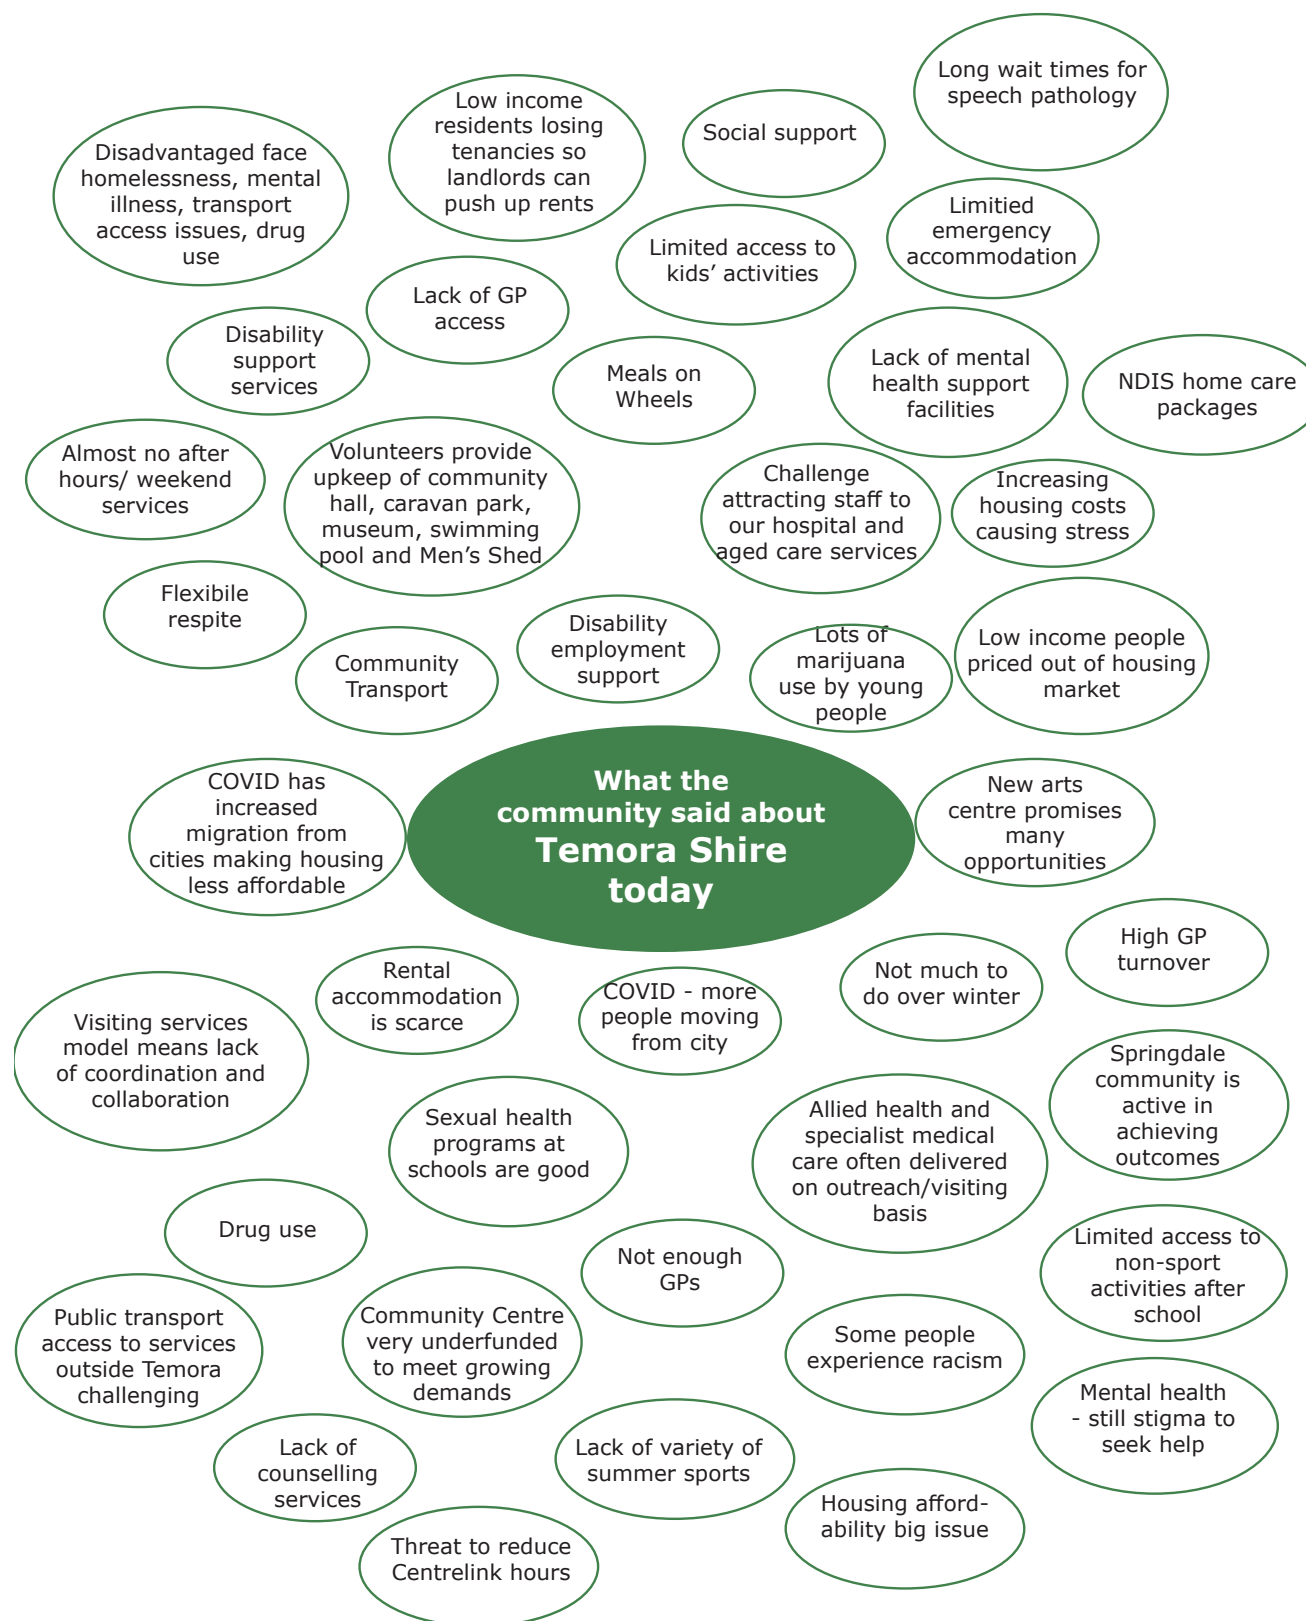 Long wait times for
speech pathology
Low income
residents losing
tenancies so
landlords can
push up rents
Social support
Disadvantaged face
homelessness, mental
illness, transport
access issues, drug
use
Limitied
emergency
accommodation
Limited access to
kids’ activities
Lack of GP
access
Disability
support
services
Meals on
Wheels
Lack of mental
health support
facilities
NDIS home care
packages
Almost no after
hours/ weekend
services
Volunteers provide
upkeep of community
hall, caravan park,
museum, swimming
pool and Men’s Shed
Challenge
attracting staff to
our hospital and
aged care services
Increasing
housing costs
causing stress
Flexibile
respite
Community
Transport
Disability
employment
support
Lots of
marijuana
use by young
people
Low income people
priced out of housing
market
COVID has
increased
migration from
cities making housing
less affordable
What the
community said about
Temora Shire
today
New arts
centre promises
many
opportunities
High GP
turnover
Rental
accommodation
is scarce
COVID - more
people moving
from city
Not much to
do over winter
Visiting services
model means lack
of coordination and
collaboration
Springdale
community is
active in
achieving
outcomes
Sexual health
programs at
schools are good
Allied health and
specialist medical
care often delivered
on outreach/visiting
basis
Drug use
Not enough
GPs
Limited access to
non-sport
activities after
school
Public transport
access to services
outside Temora
challenging
Community Centre
very underfunded
to meet growing
demands
Some people
experience racism
Mental health
- still stigma to
seek help
Lack of
counselling
services
Lack of variety of
summer sports
Housing afford-
ability big issue
Threat to reduce
Centrelink hours